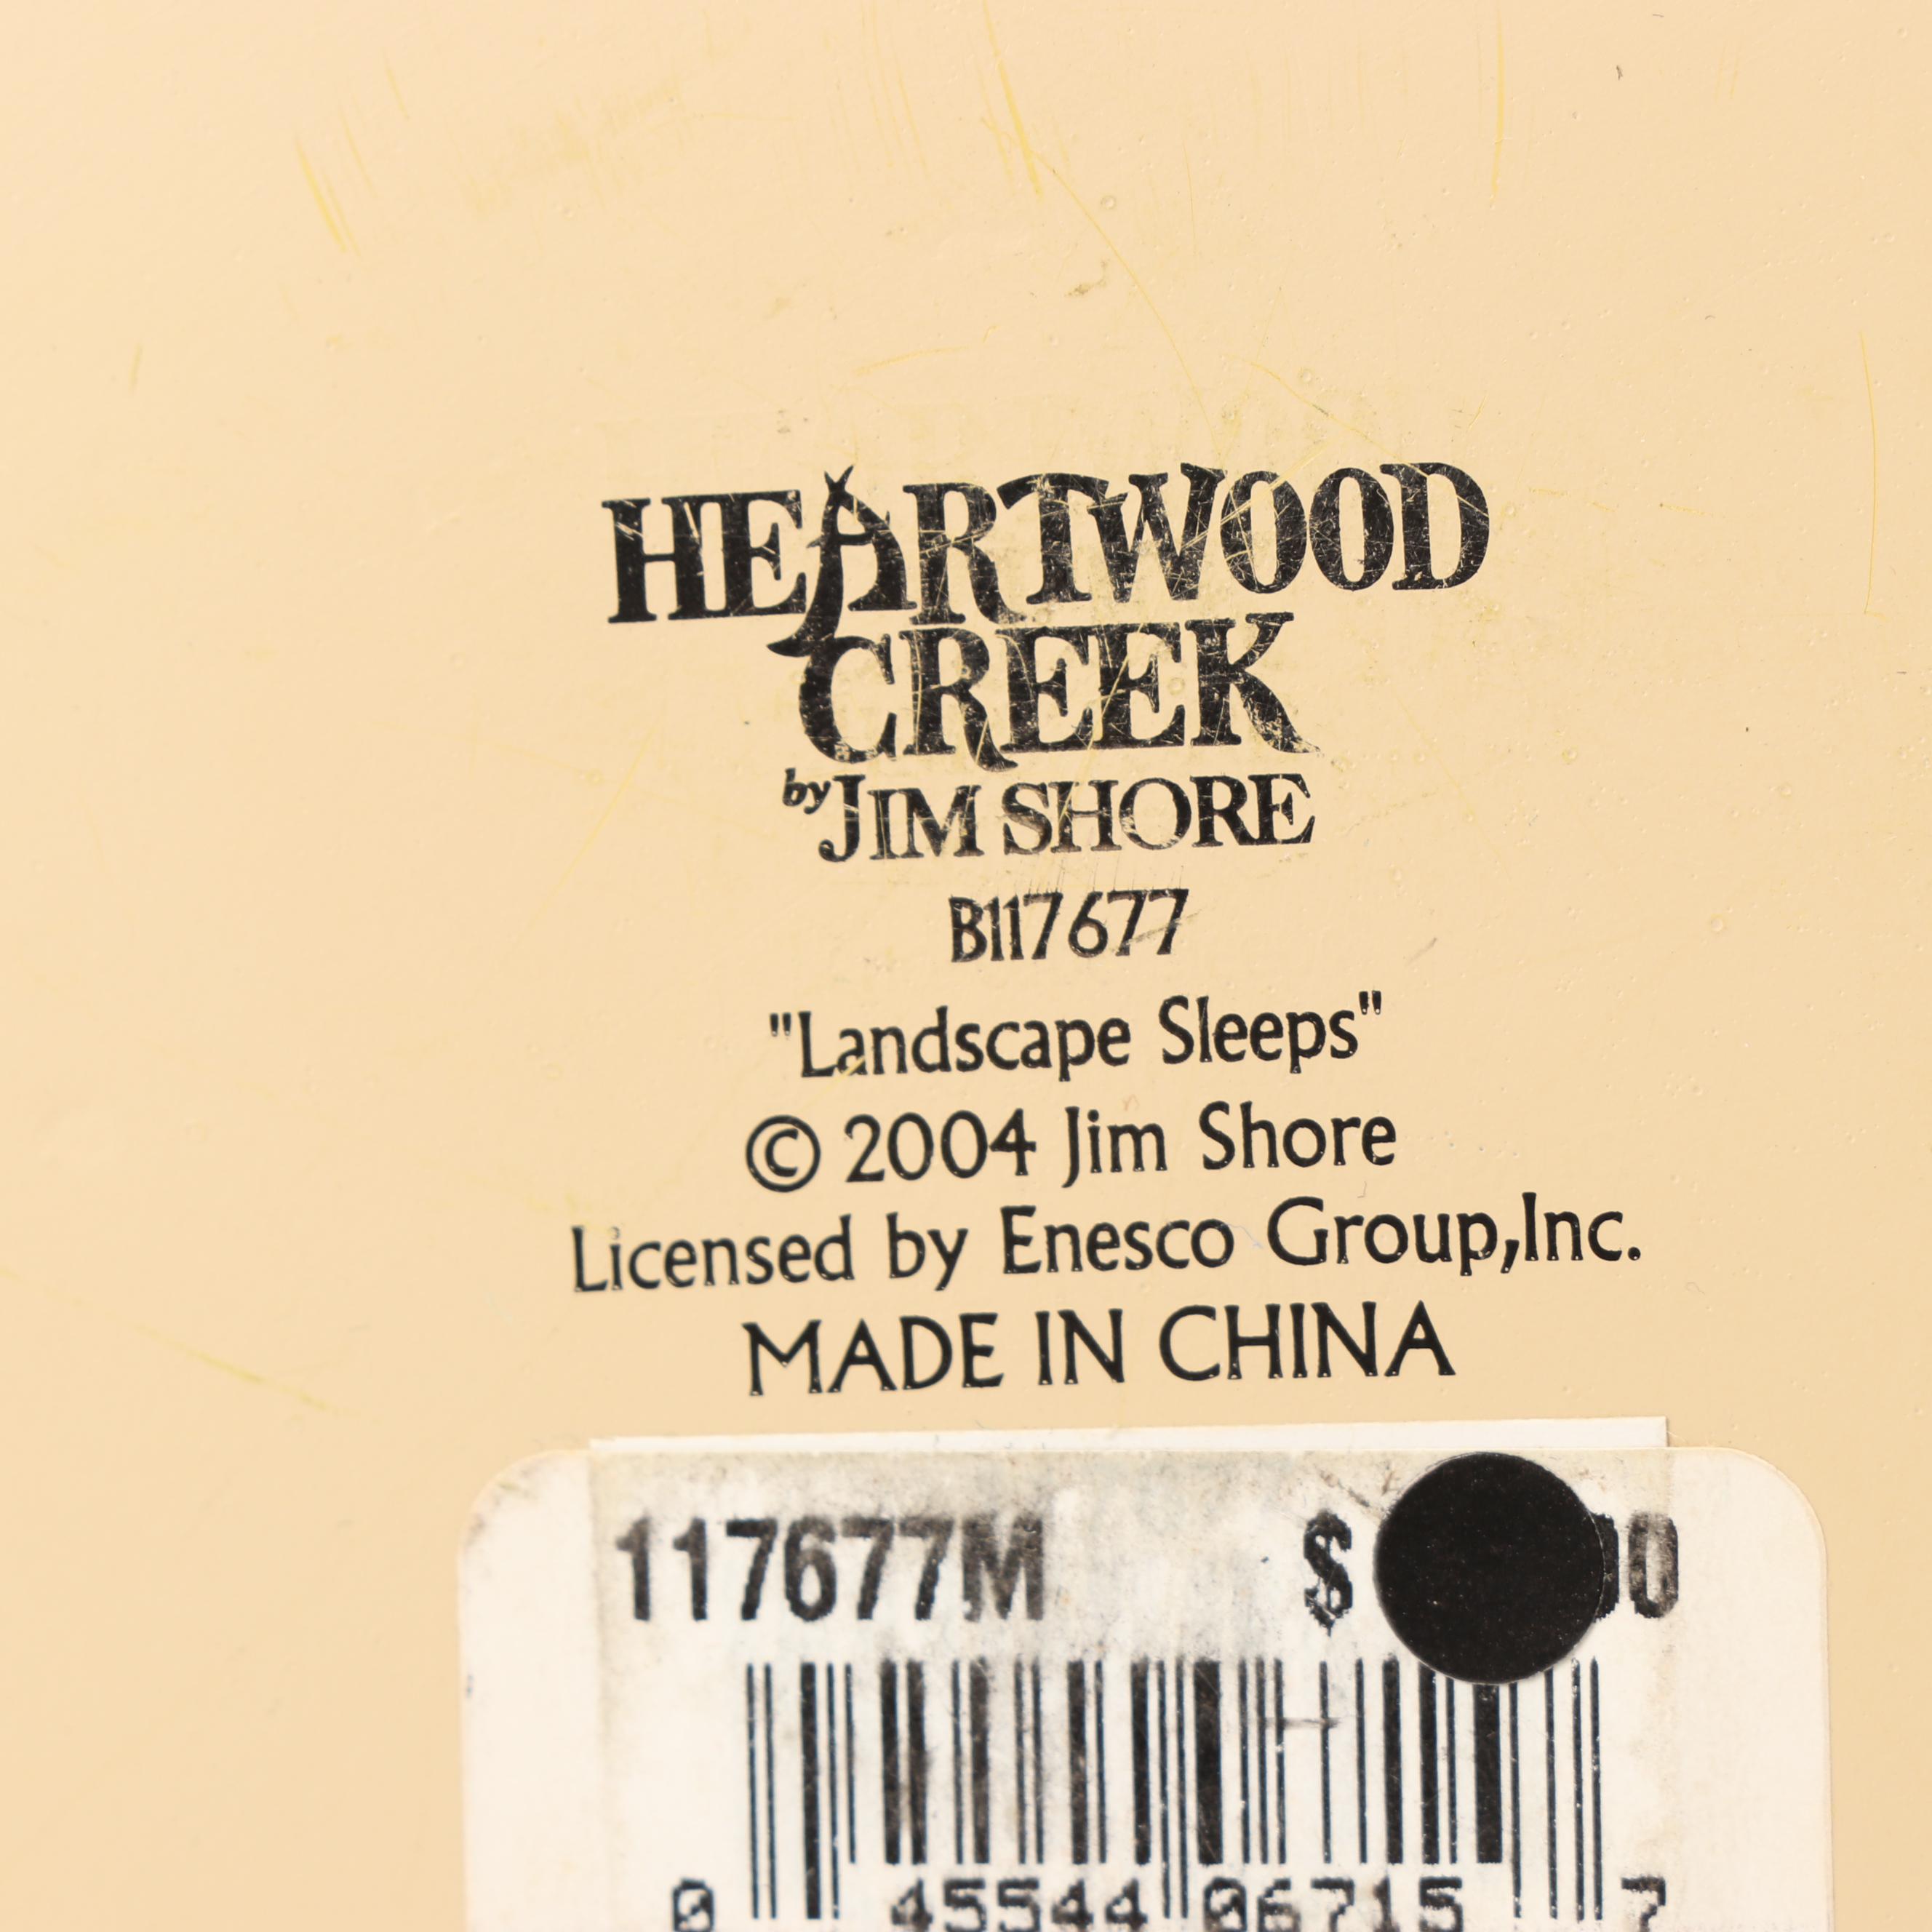 HEARTWOOD
CREEK
by JIM SHORE
B117677
"Landscape Sleeps"
© 2004 Jim Shore
Licensed by Enesco Group,Inc.
MADE IN CHINA
117677M $
0 45544 06715 7